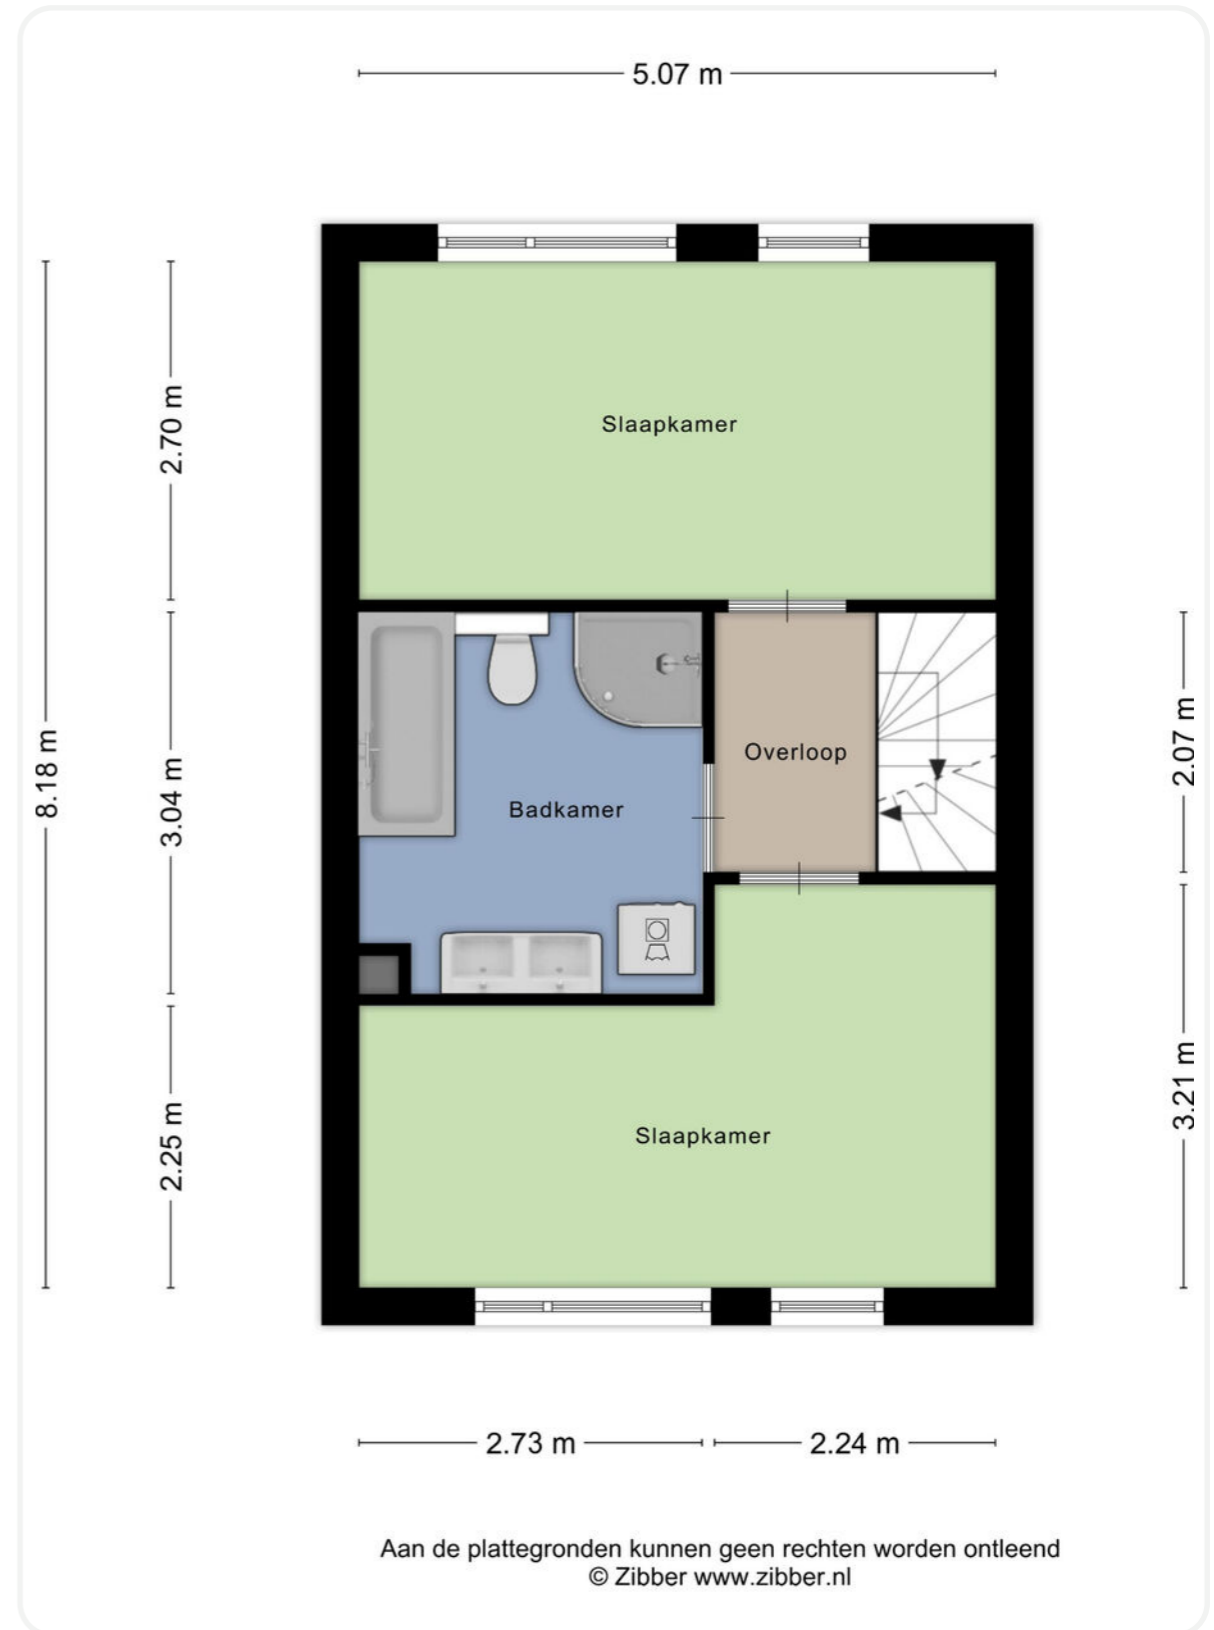 5.07 m
Slaapkamer
2.70 m
8.18 m
3.04 m
2.07 m
Overloop
Badkamer
2.25 m
3.21 m
Slaapkamer
2.73 m
2.24 m
Aan de plattegronden kunnen geen rechten worden ontleend
© Zibber www.zibber.nl